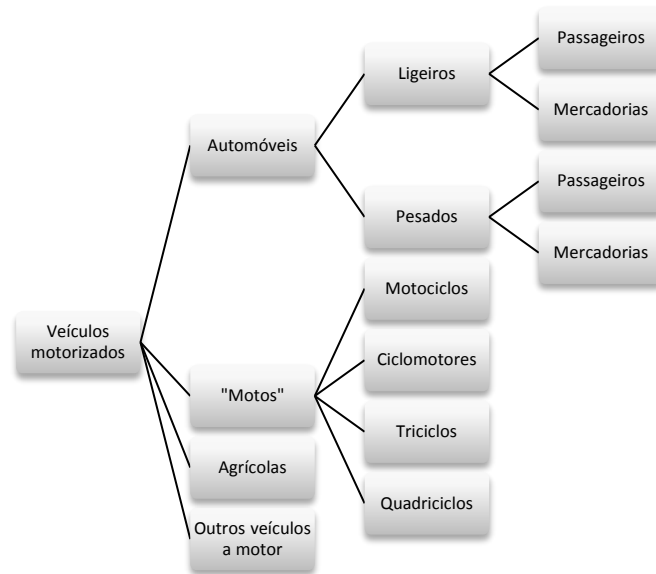 Passageiros
Ligeiros
Mercadorias
Automóveis
Passageiros
Pesados
Mercadorias
Motociclos
Veículos
motorizados
Ciclomotores
"Motos"
Triciclos
Agrícolas
Quadriciclos
Outros veículos
a motor